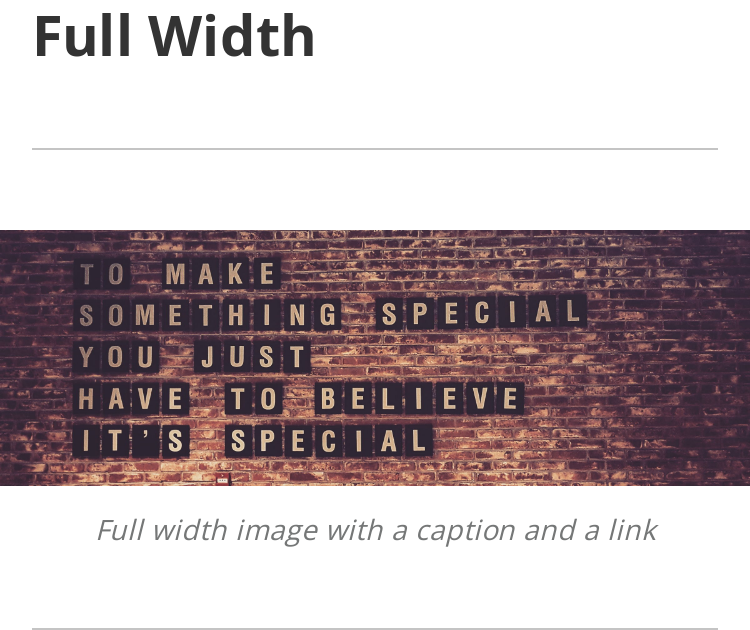 Full Width
TO MAKE
SOMETHING SPECIAL
YOU JUST
HAVE TO BELIEVE
IT'S SPECIAL
Full width image with a caption and a link